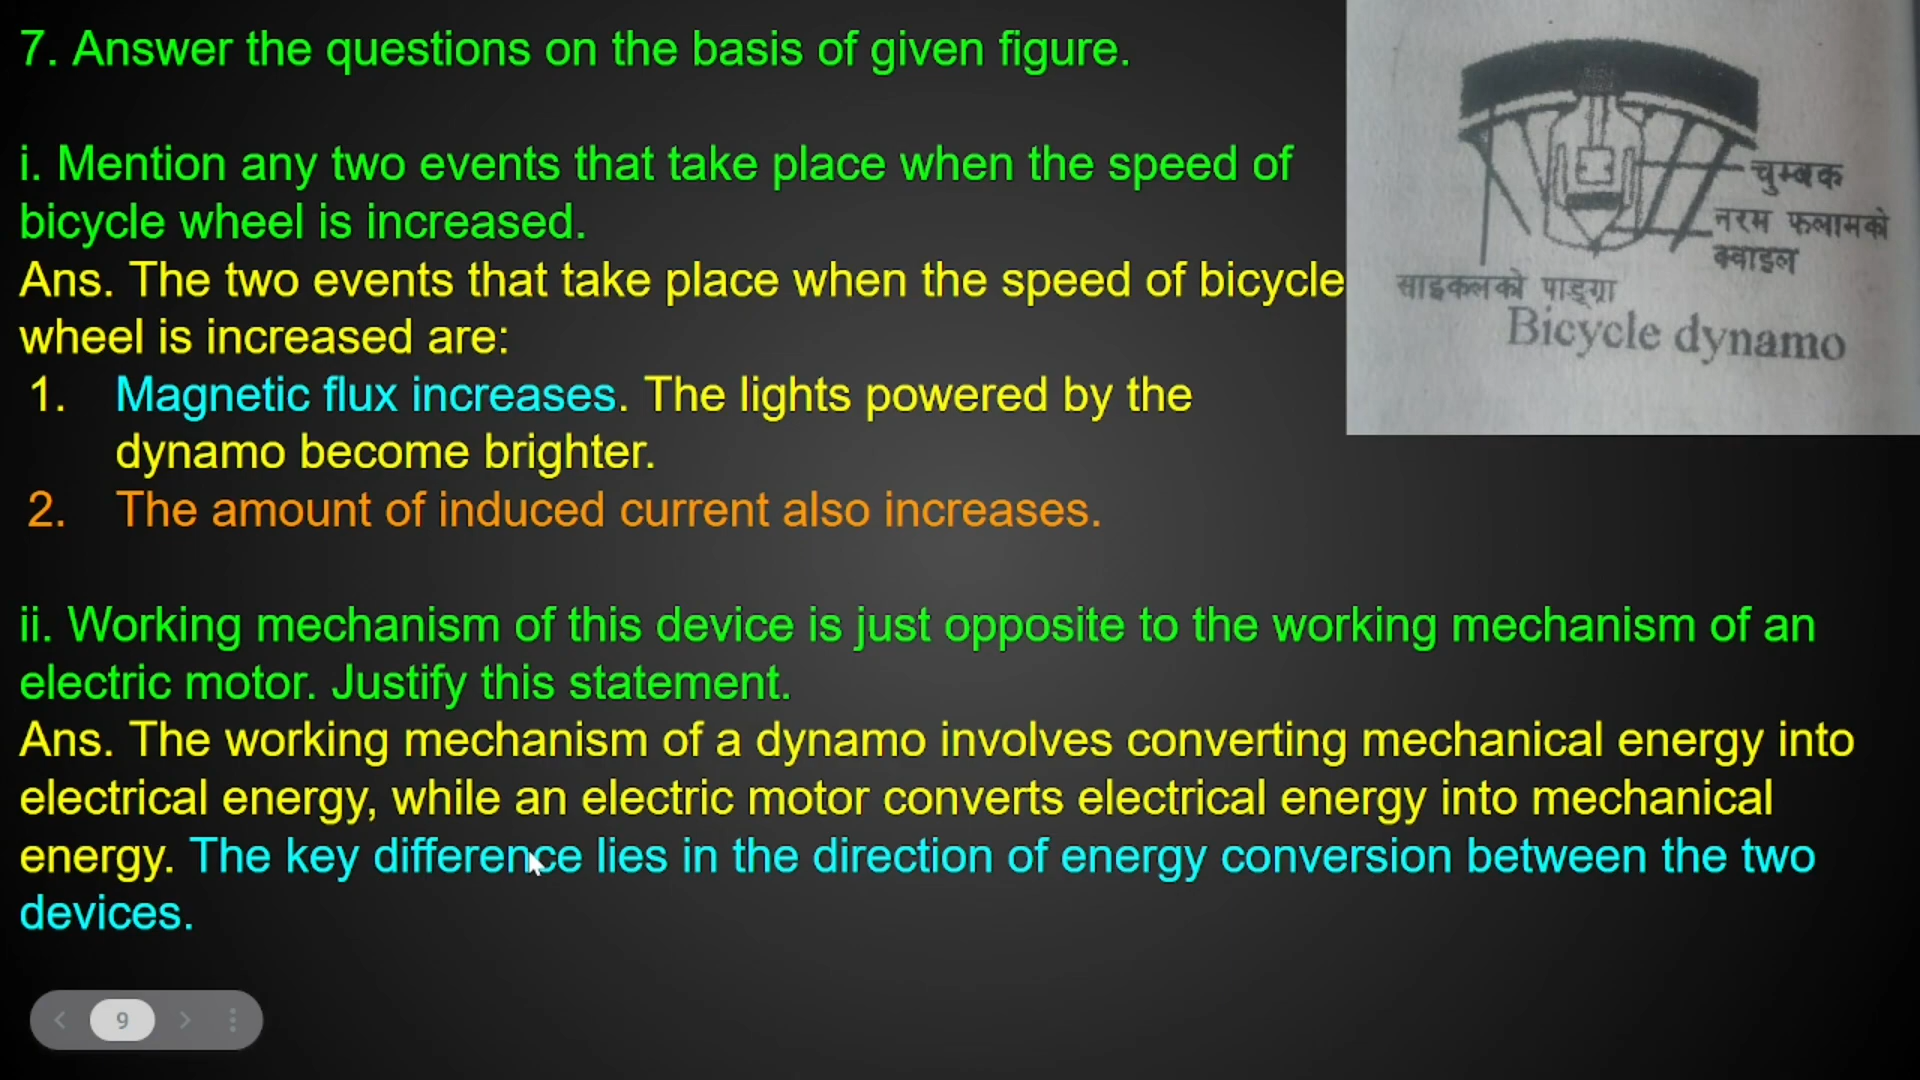 7. Answer the questions on the basis of given figure.
i. Mention any two events that take place when the speed of
bicycle wheel is increased.
Ans. The two events that take place when the speed of bicycle
wheel is increased are:
1. Magnetic flux increases. The lights powered by the
dynamo become brighter.
2. The amount of induced current also increases.
ii. Working mechanism of this device is just opposite to the working mechanism of an
electric motor. Justify this statement.
Ans. The working mechanism of a dynamo involves converting mechanical energy into
electrical energy, while an electric motor converts electrical energy into mechanical
energy. The key difference lies in the direction of energy conversion between the two
devices.
चुम्बक
नरम फलामको
क्वाइल
साइकलको पाङ्ग्रा
Bicycle dynamo
9